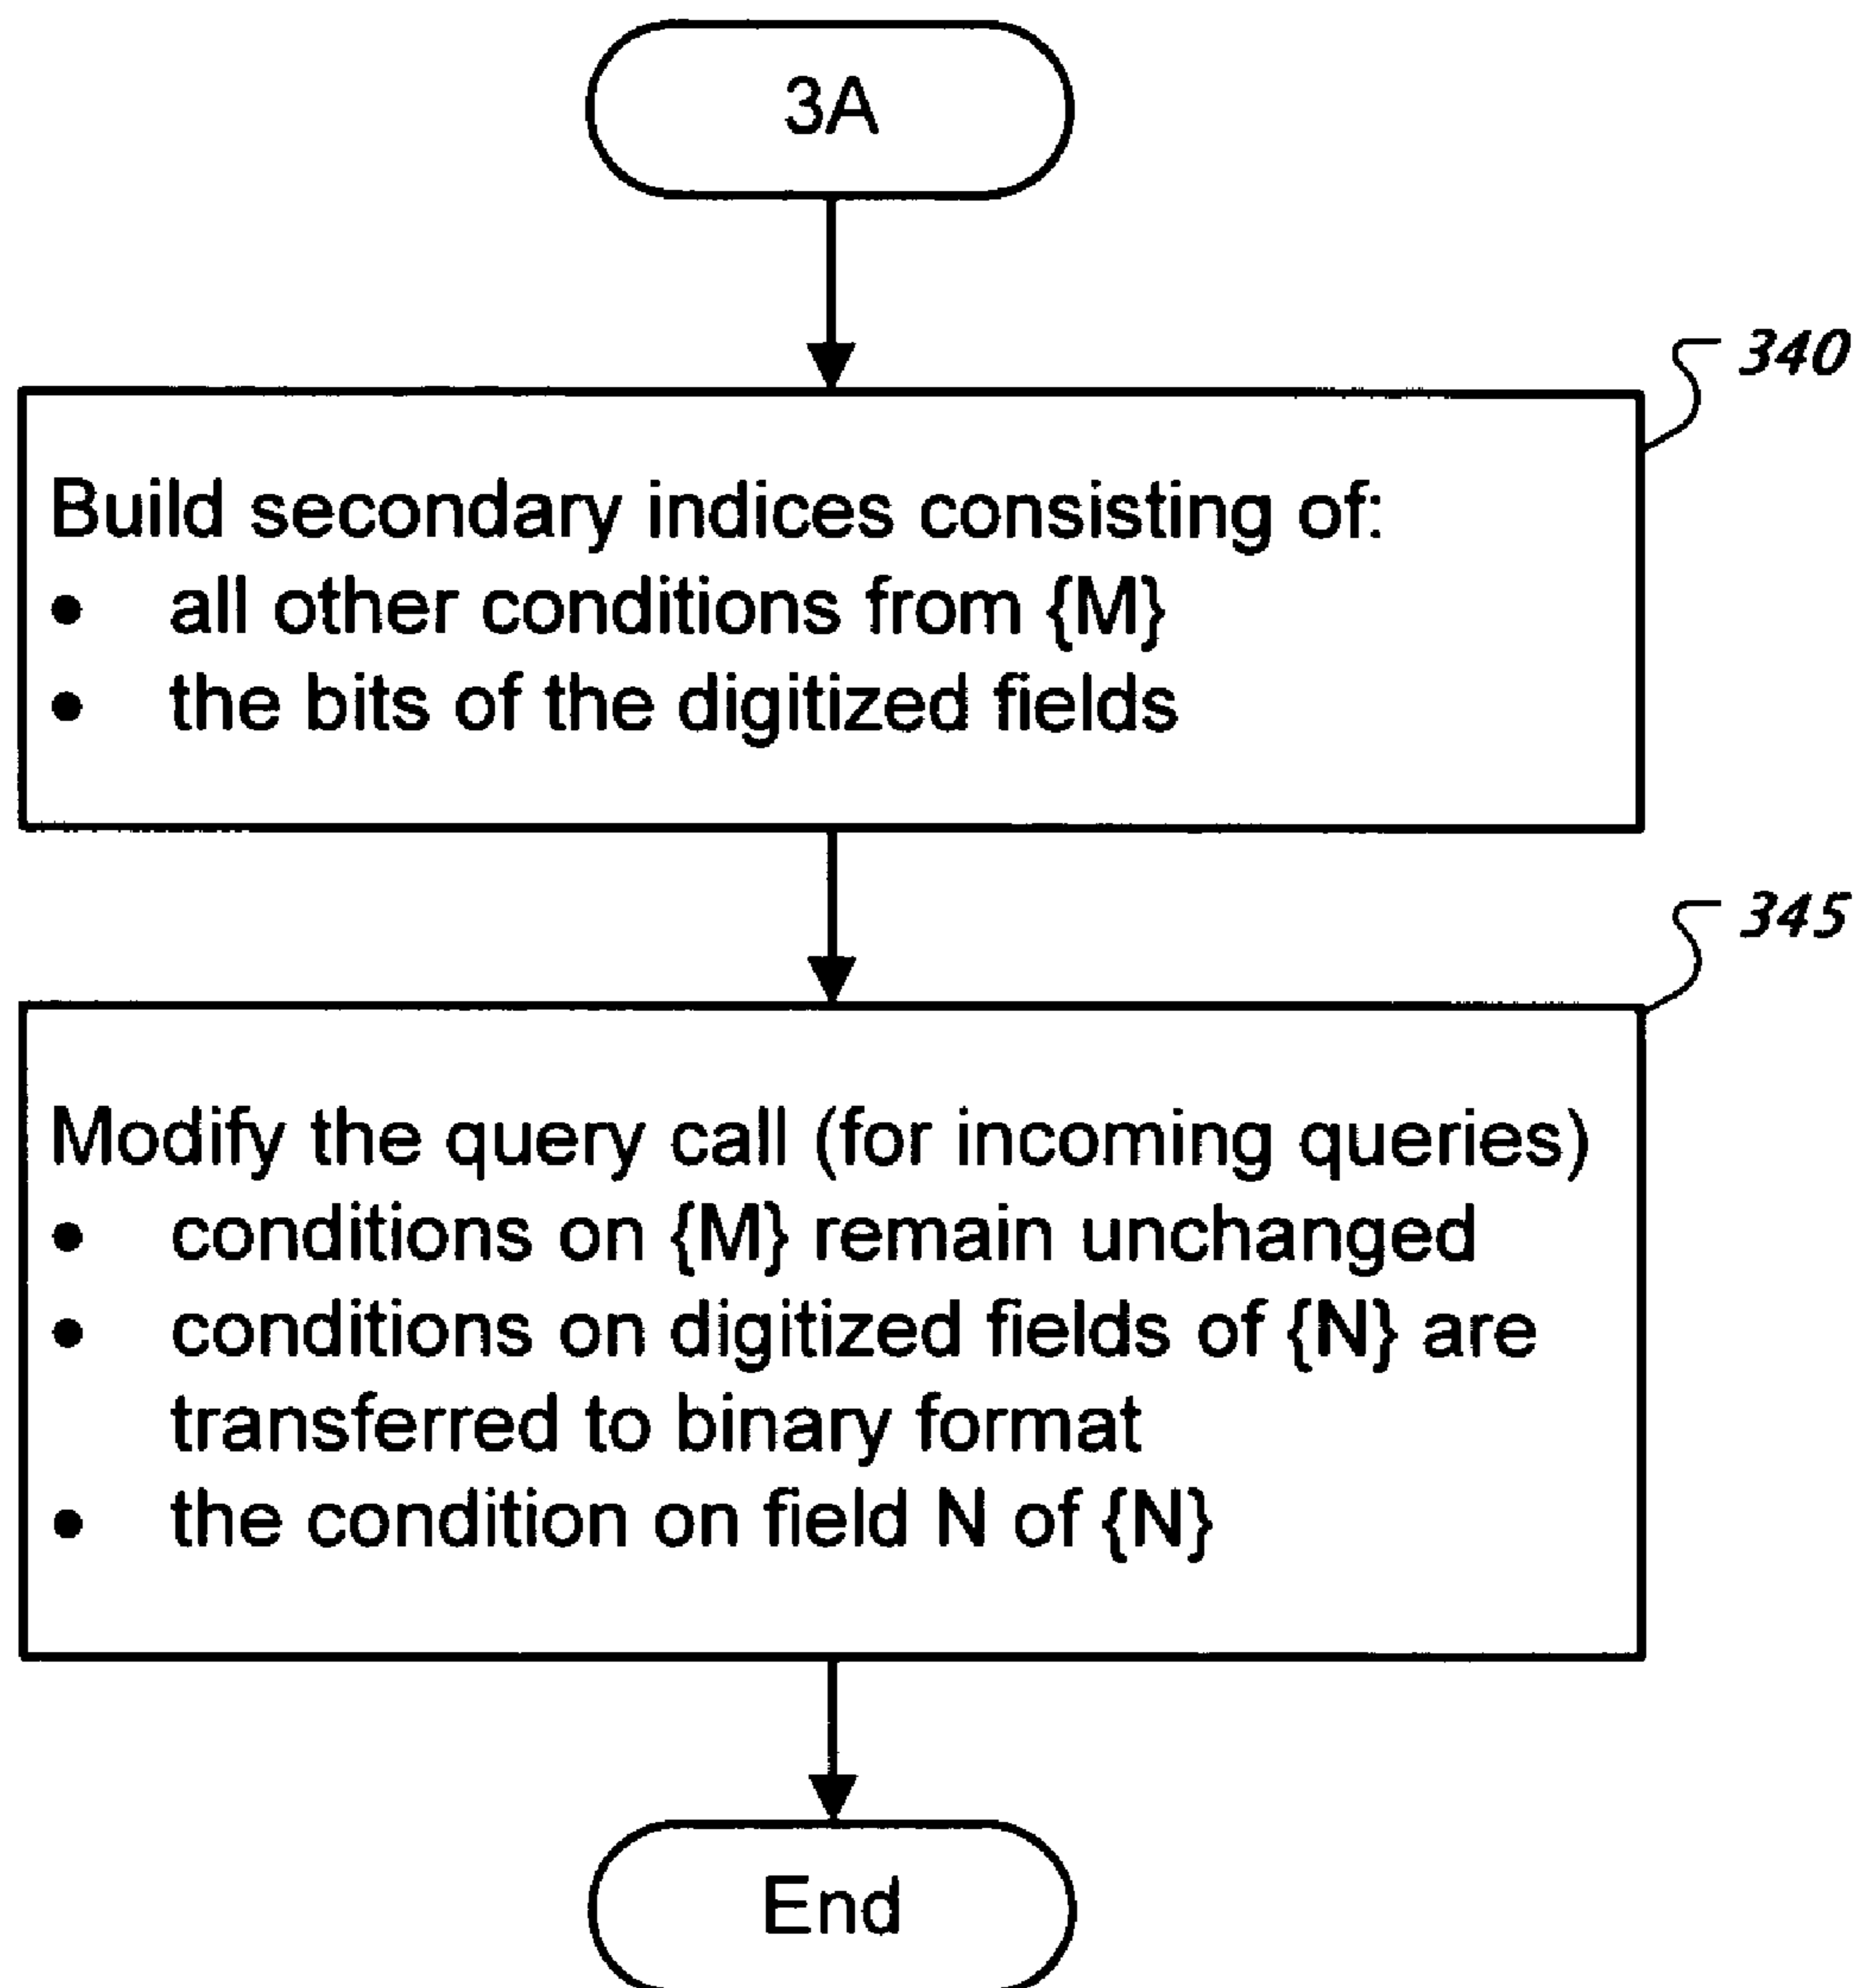 3A
340
Build secondary indices consisting of:
• all other conditions from {M}
• the bits of the digitized fields
345
Modify the query call (for incoming queries)
• conditions on {M} remain unchanged
• conditions on digitized fields of {N} are
transferred to binary format
• the condition on field N of {N}
End